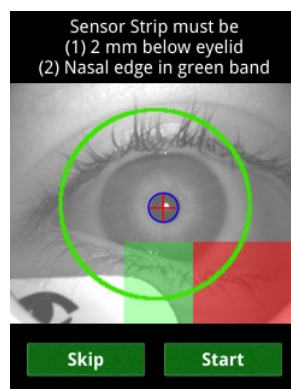 Sensor Strip must be
(1) 2 mm below eyelid
(2) Nasal edge in green band
Skip
Start